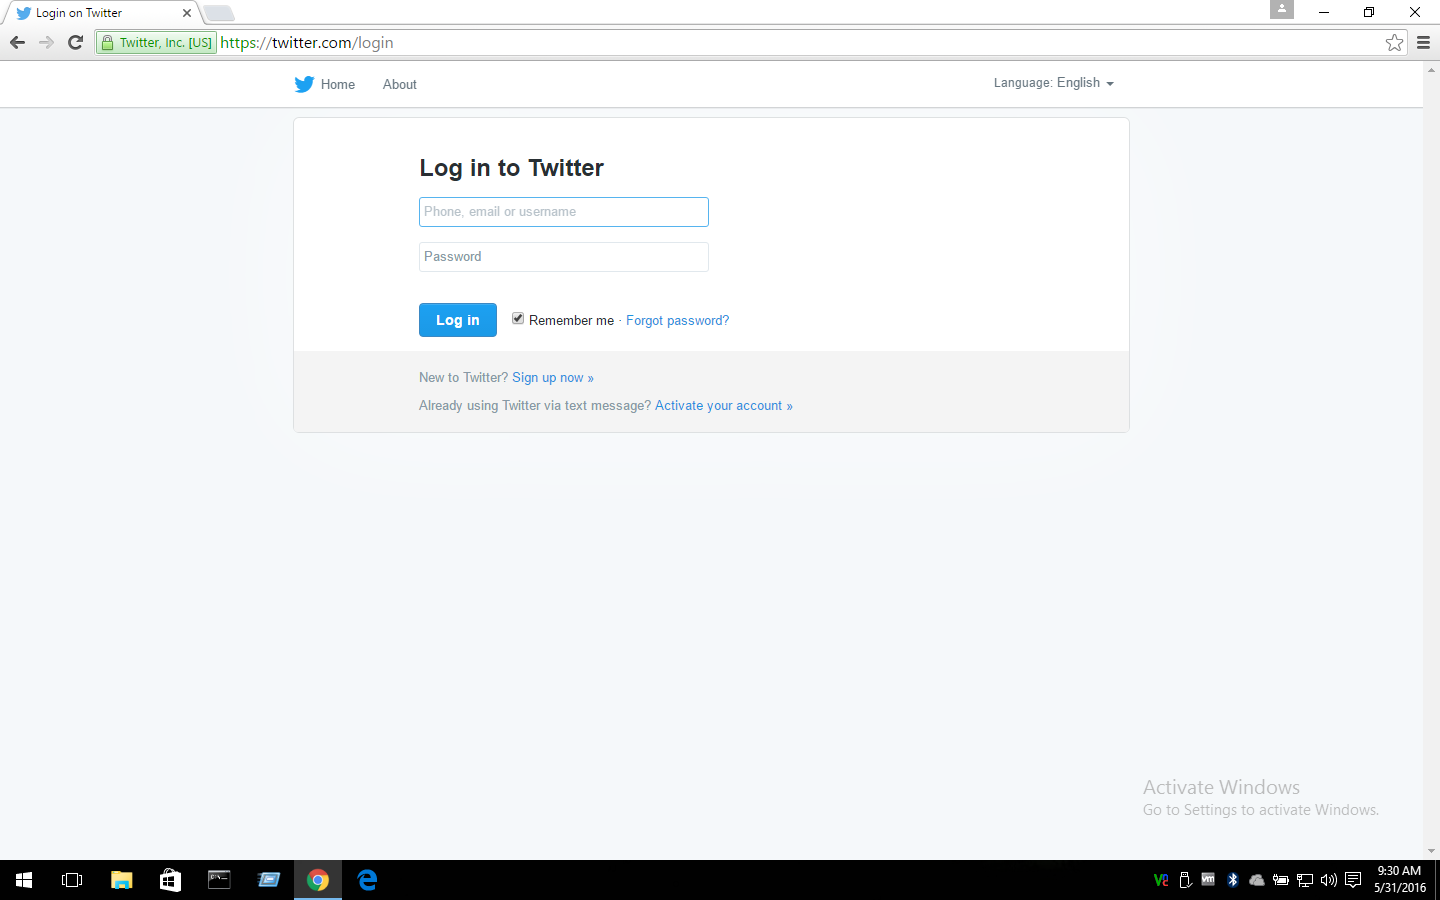 Login on Twitter
Twitter, Inc. [US] https://twitter.com/login
Home About Language: English
Log in to Twitter
Phone, email or username
Password
Log in Remember me · Forgot password?
New to Twitter? Sign up now »
Already using Twitter via text message? Activate your account »
Activate Windows
Go to Settings to activate Windows.
9:30 AM
5/31/2016